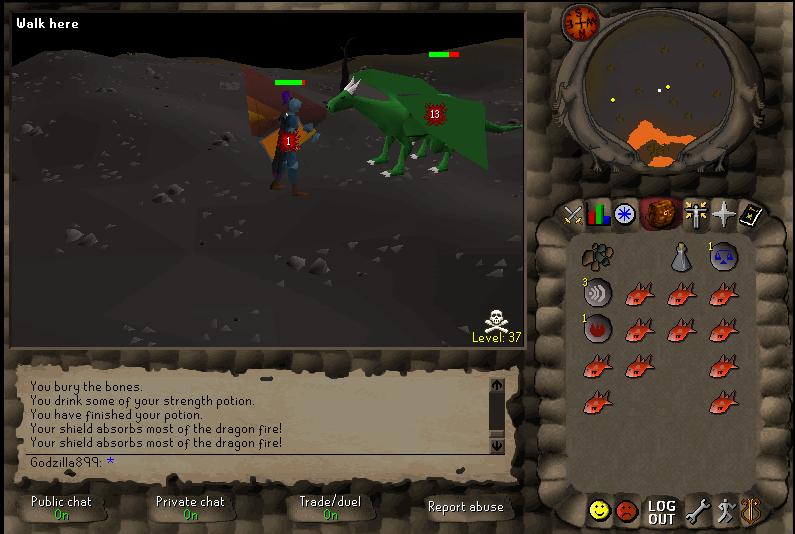 Walk here
13
1
Level: 37
1
3
1
You bury the bones.
You drink some of your strength potion.
You have finished your potion.
Your shield absorbs most of the dragon fire!
Your shield absorbs most of the dragon fire!
Godzilla899: *
Public chat
On
Private chat
On
Trade/duel
On
Report abuse
LOG
OUT